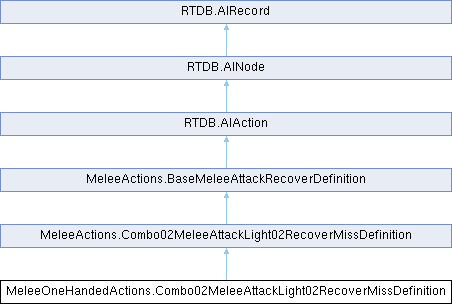 RTDB.AIRecord
RTDB.AINode
RTDB.AIAction
MeleeActions.BaseMeleeAttackRecoverDefinition
MeleeActions.Combo02MeleeAttackLight02RecoverMissDefinition
MeleeOneHandedActions.Combo02MeleeAttackLight02RecoverMissDefinition